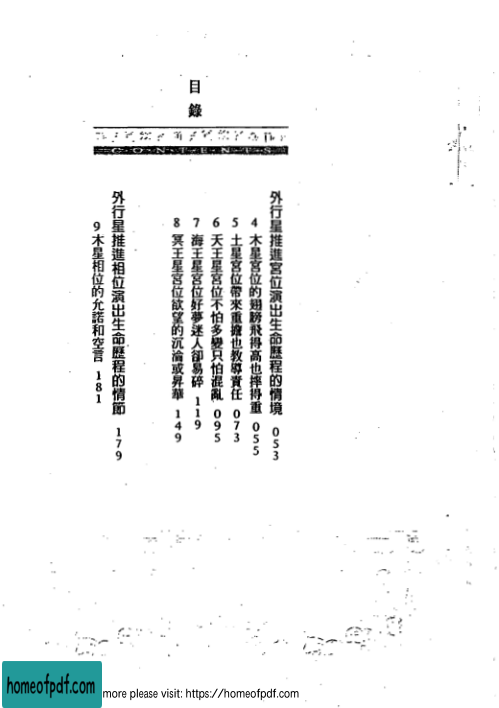 目錄
CONTENTS
外行星推進宮位演出生命歷程的情境 053
4 木星宮位的翅膀飛得高也摔得重 055
5 土星宮位帶來重擔也教導責任 073
6 天王星宮位不怕多變只怕混亂 095
7 海王星宮位好夢迷人卻易碎 119
8 冥王星宮位欲望的沉淪或昇華 149
外行星推進相位演出生命歷程的情節 179
9 木星相位的允諾和空言 181
homeofpdf.com
more please visit: https://homeofpdf.com